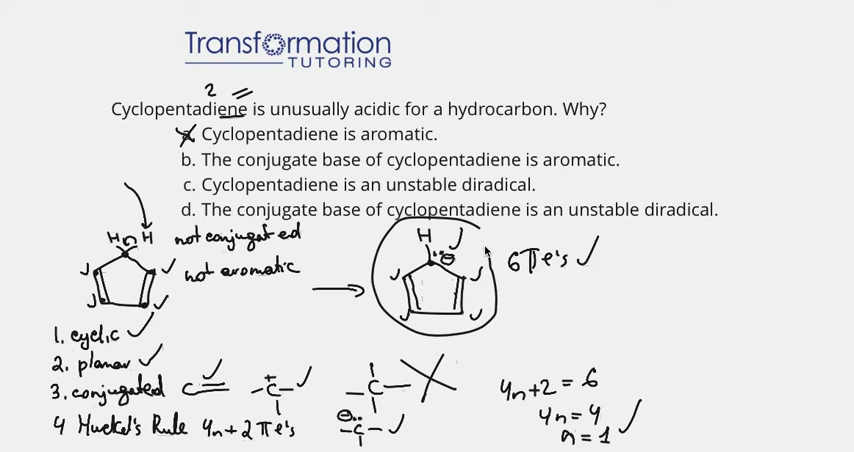 Transformation
TUTORING
2 =
Cyclopentadiene is unusually acidic for a hydrocarbon. Why?
a. Cyclopentadiene is aromatic.
b. The conjugate base of cyclopentadiene is aromatic.
c. Cyclopentadiene is an unstable diradical.
d. The conjugate base of cyclopentadiene is an unstable diradical.
H H not conjugated
not aromatic
H
⊖
6πe's ✓
1. cyclic ✓
2. planar ✓
3. conjugated C= ✓ -C+- ✓ -C- X
4 Huckel's Rule 4n+2πe's ⊖ -C- ✓
4n+2=6
4n=4
n=1 ✓